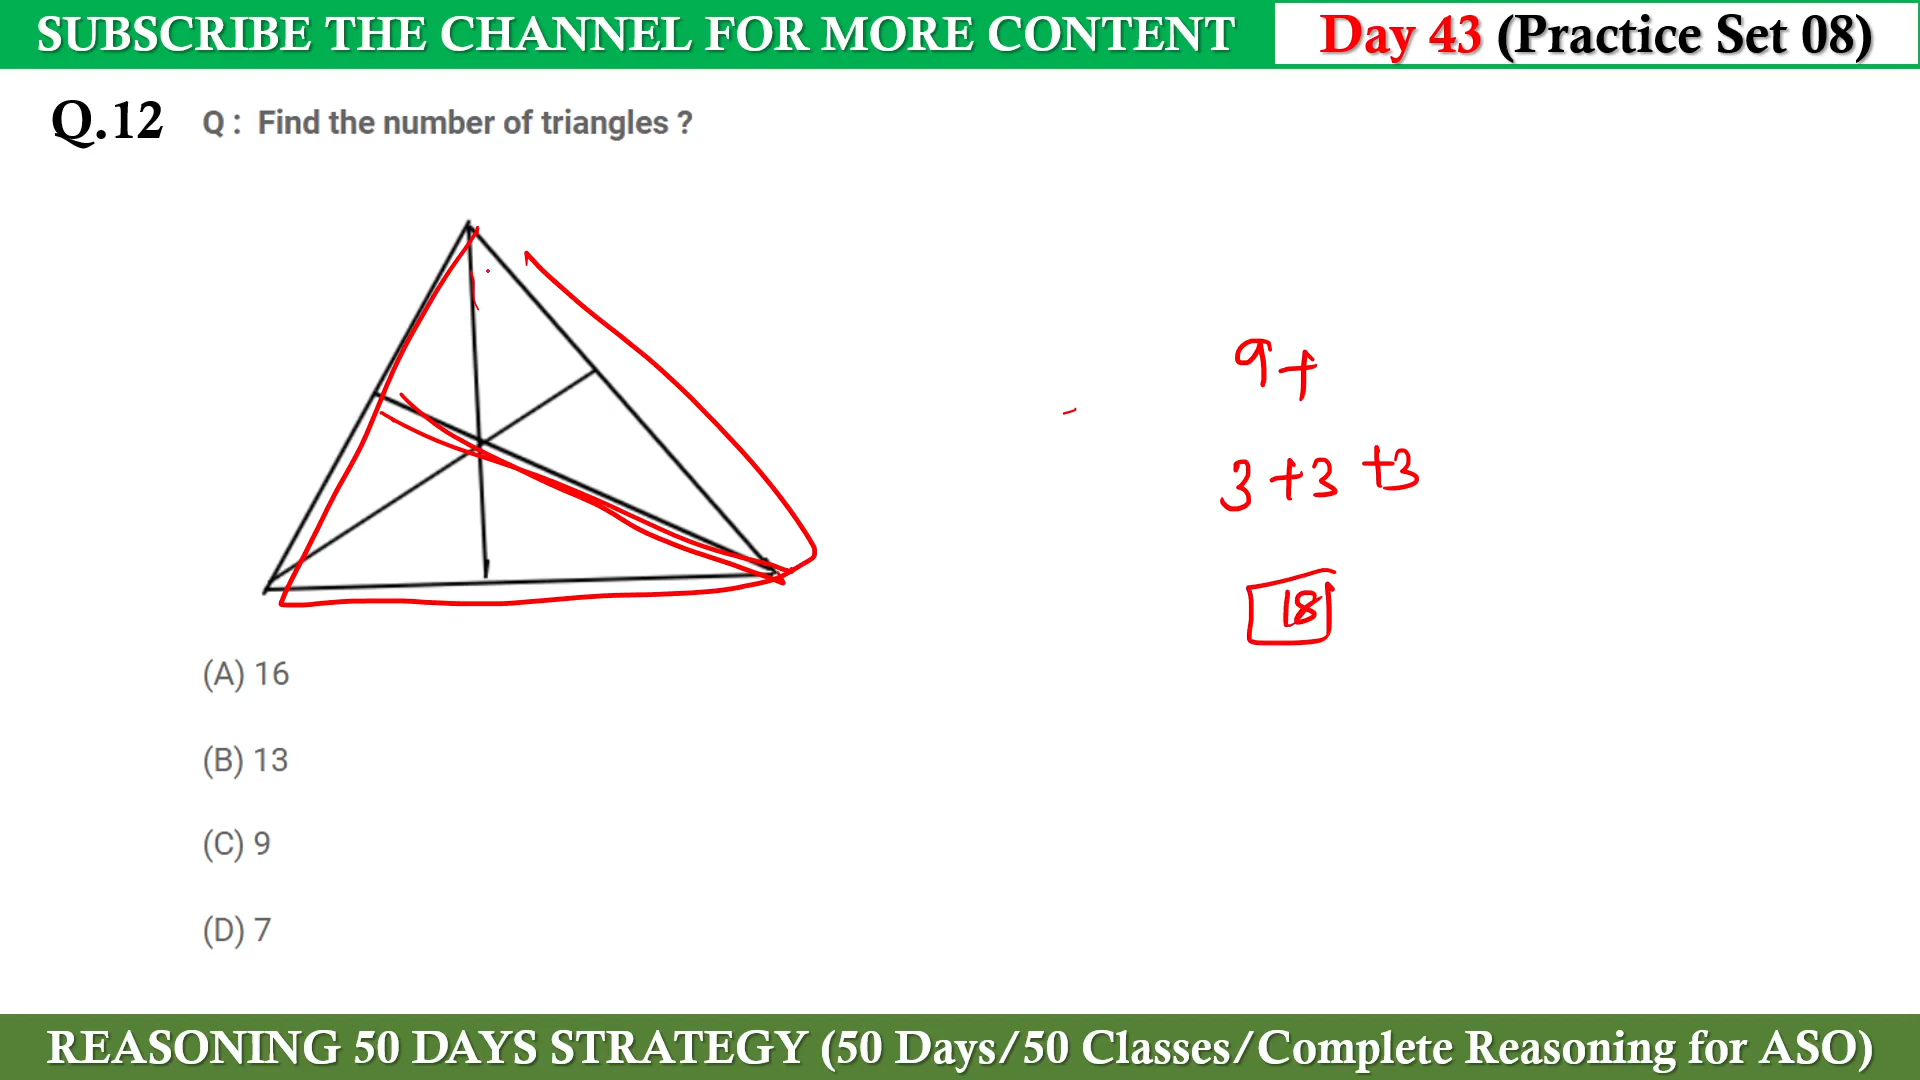 SUBSCRIBE THE CHANNEL FOR MORE CONTENT
Day 43 (Practice Set 08)
Q.12 Q : Find the number of triangles ?
9+
3+3+3
18
(A) 16
(B) 13
(C) 9
(D) 7
REASONING 50 DAYS STRATEGY (50 Days/50 Classes/Complete Reasoning for ASO)